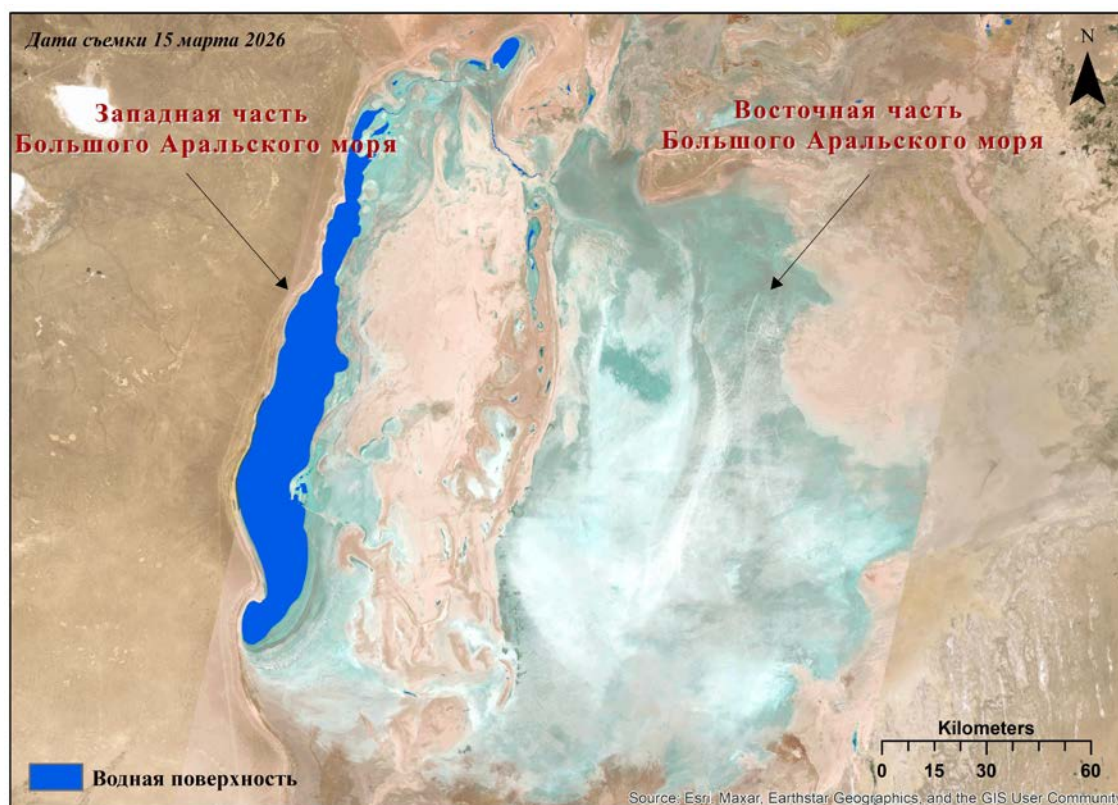 Дата съемки 15 марта 2026
N
Западная часть
Большого Аральского моря
Восточная часть
Большого Аральского моря
Водная поверхность
Kilometers
0 15 30 60
Source: Esri, Maxar, Earthstar Geographics, and the GIS User Communit